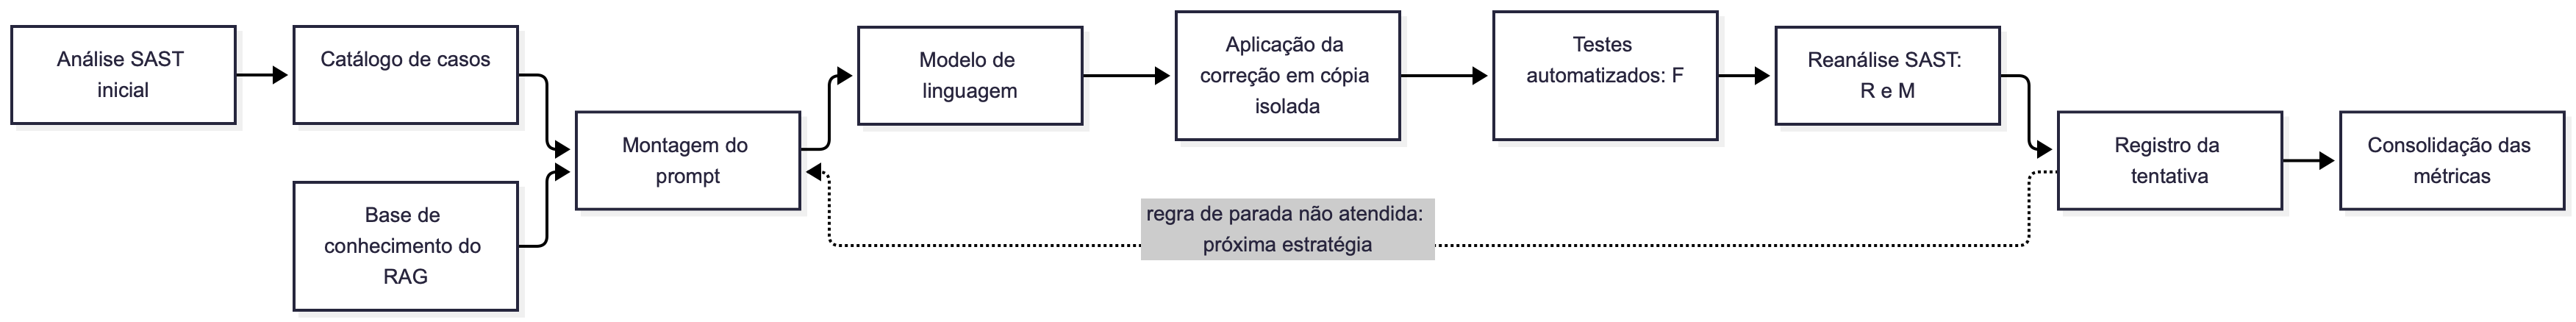 Análise SAST
inicial
Catálogo de casos
Base de
conhecimento do
RAG
Montagem do
prompt
Modelo de
linguagem
Aplicação da
correção em cópia
isolada
Testes
automatizados: F
Reanálise SAST:
R e M
regra de parada não atendida:
próxima estratégia
Registro da
tentativa
Consolidação das
métricas